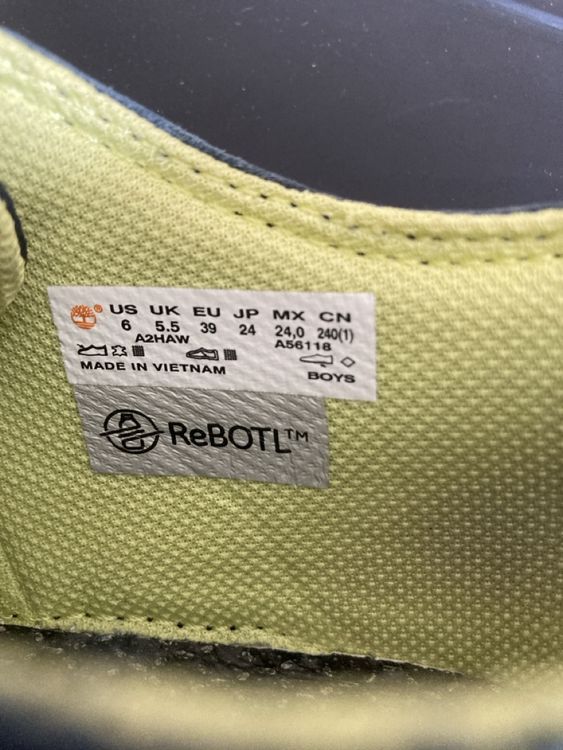 ® US UK EU JP MX CN
6 5.5 39 24 24,0 240(1)
A2HAW A56118
MADE IN VIETNAM
BOYS
ReBOTL™